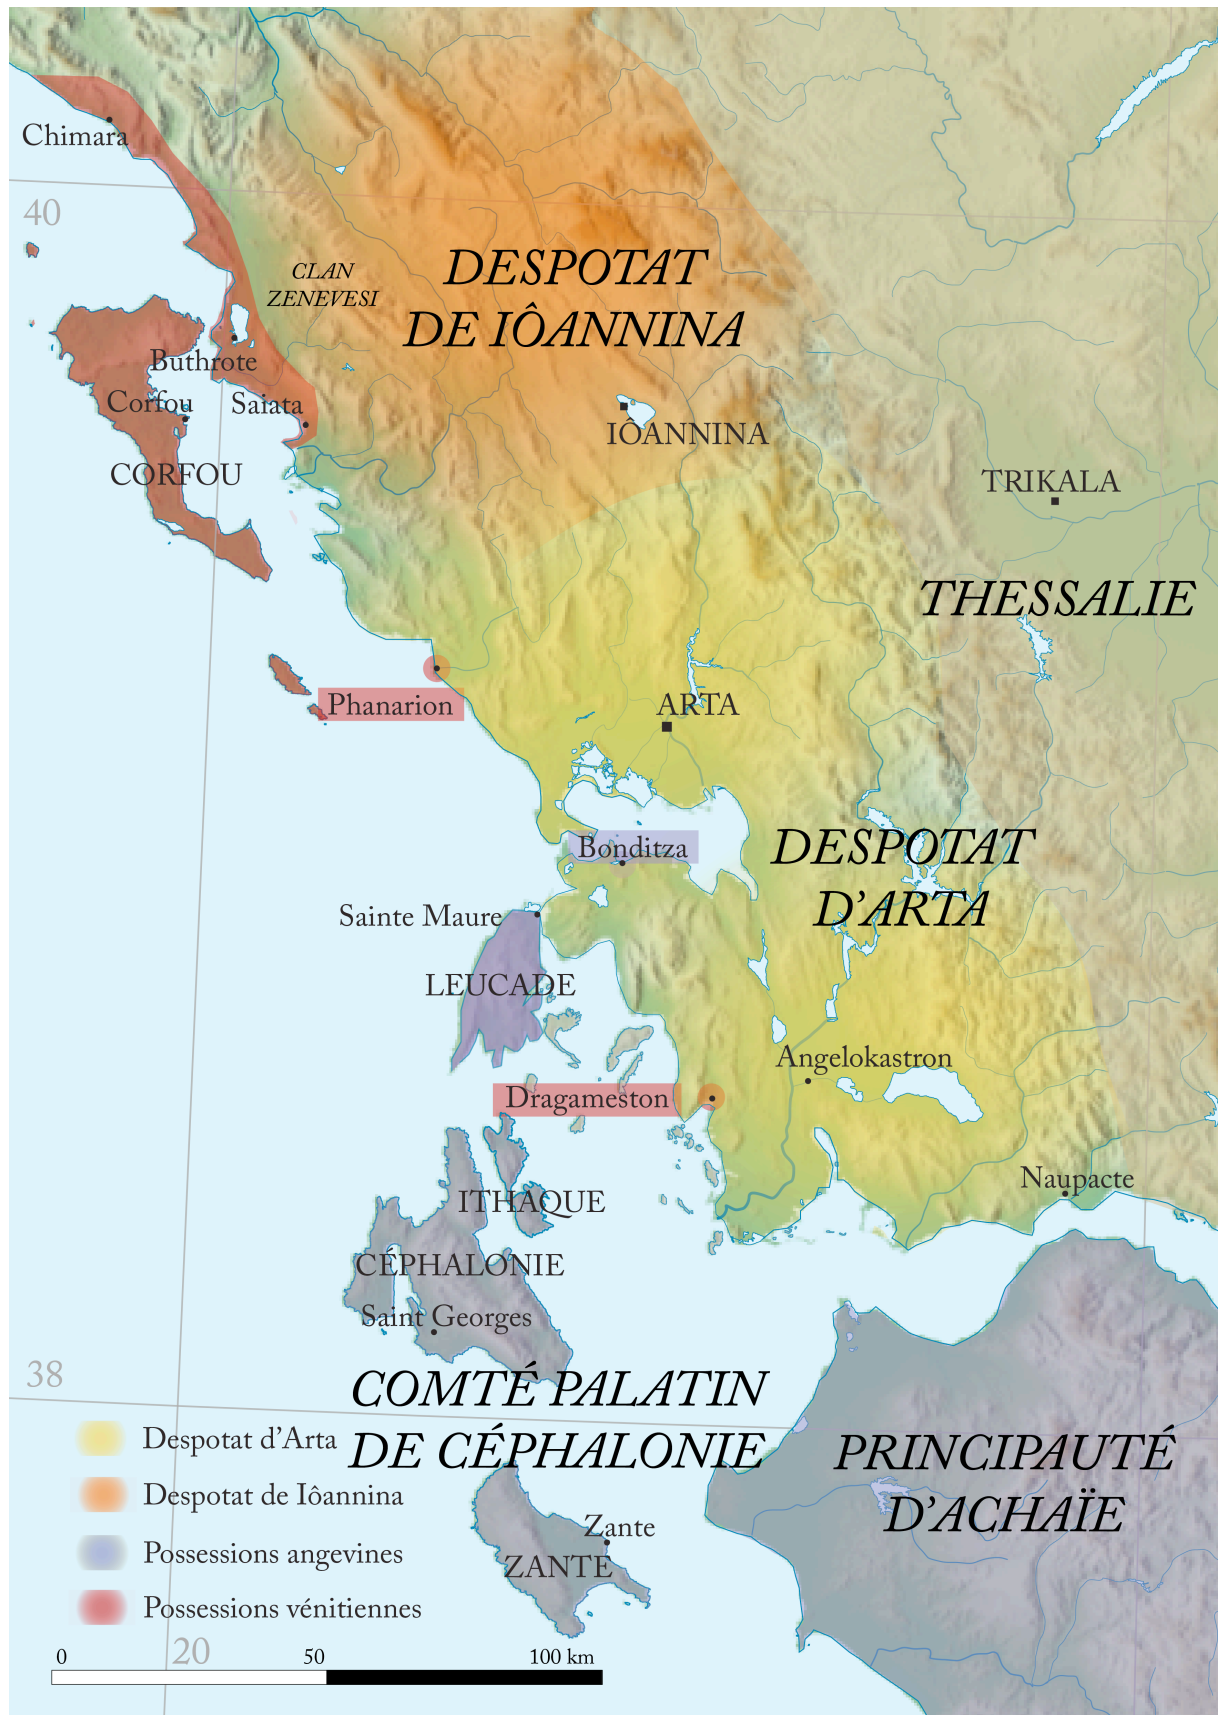 Chimara
40
CLAN
ZENEVESI
DESPOTAT
DE IÔANNINA
Buthrote
Corfou
Saiata
CORFOU
IÔANNINA
TRIKALA
THESSALIE
Phanarion
ARTA
Bonditza
DESPOTAT
D’ARTA
Sainte Maure
LEUCADE
Angelokastron
Dragameston
Naupacte
ITHAQUE
CÉPHALONIE
Saint Georges
38
COMTÉ PALATIN
DE CÉPHALONIE
PRINCIPAUTÉ
D’ACHAÏE
Zante
ZANTE
Despotat d’Arta
Despotat de Iôannina
Possessions angevines
Possessions vénitiennes
20
0 50 100 km